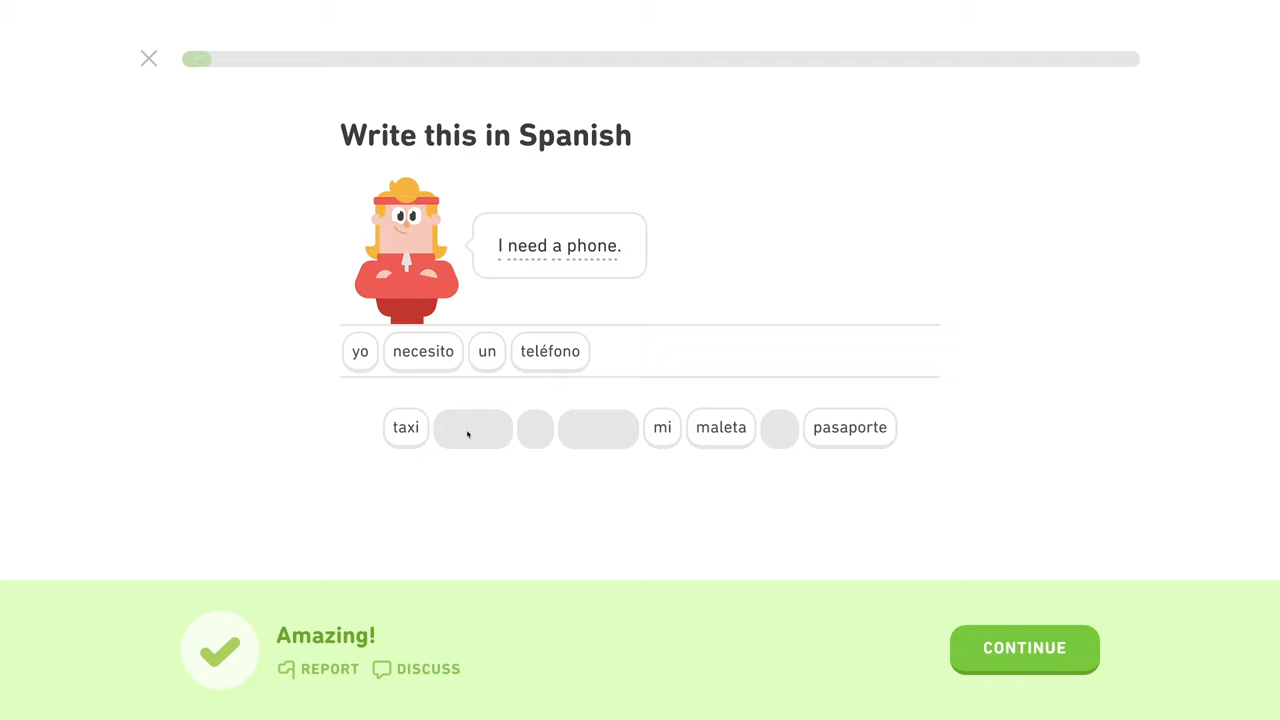 Write this in Spanish
I need a phone.
yo necesito un teléfono
taxi mi maleta pasaporte
Amazing!
REPORT DISCUSS
CONTINUE